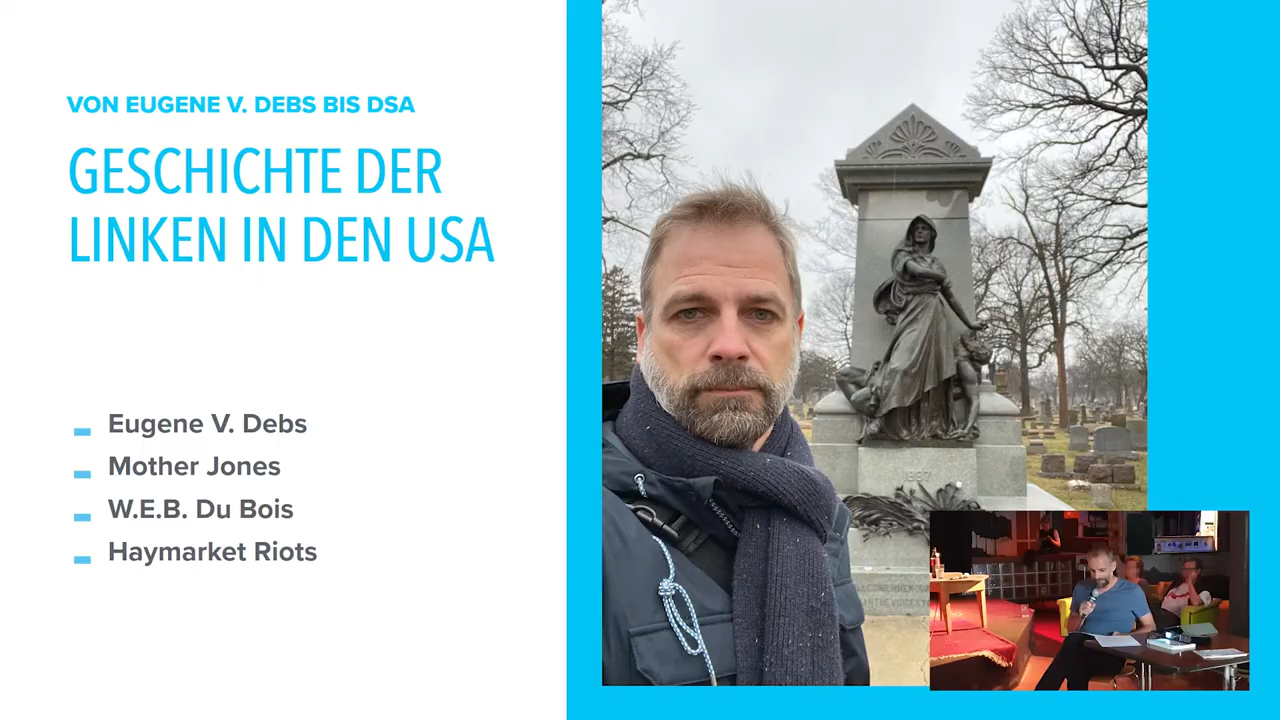 VON EUGENE V. DEBS BIS DSA
GESCHICHTE DER
LINKEN IN DEN USA
Eugene V. Debs
Mother Jones
W.E.B. Du Bois
Haymarket Riots
1887